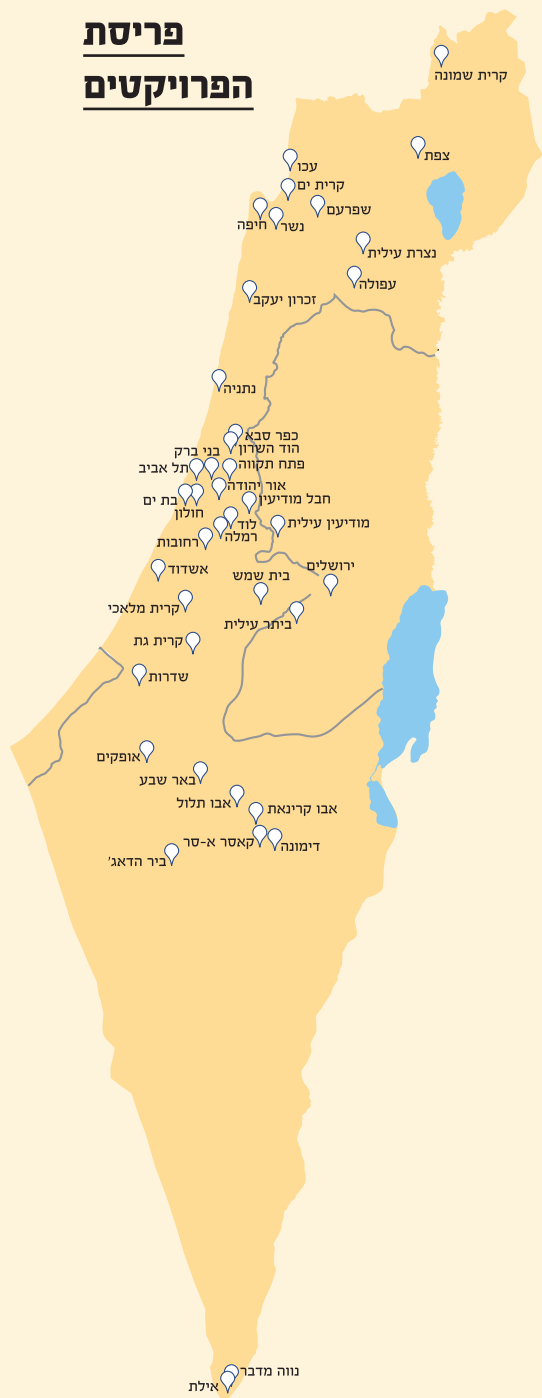 פריסת
הפרויקטים
קרית שמונה
צפת
עכו
קרית ים
שפרעם
חיפה
נשר
נצרת עילית
עפולה
זכרון יעקב
נתניה
כפר סבא
הוד השרון
בני ברק
פתח תקווה
תל אביב
אור יהודה
בת ים
חולון
חבל מודיעין
מודיעין עילית
לוד
רמלה
רחובות
ירושלים
אשדוד
בית שמש
קרית מלאכי
ביתר עילית
קרית גת
שדרות
אופקים
באר שבע
אבו תלול
אבו קרינאת
קאסר א-סר
דימונה
ביר הדאג'
נווה מדבר
אילת